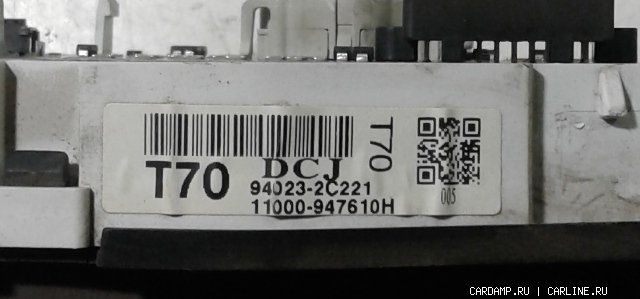 T70
DCJ
T70
94023-2C221
11000-947610H
005
CARDAMP.RU | CARLINE.RU